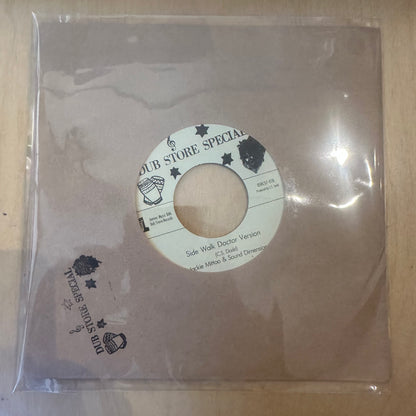 DUB STORE SPECIAL
Side Walk Doctor Version
(C.S. Dodd)
Jackie Mittoo & Sound Dimension
DUB STORE SPECIAL